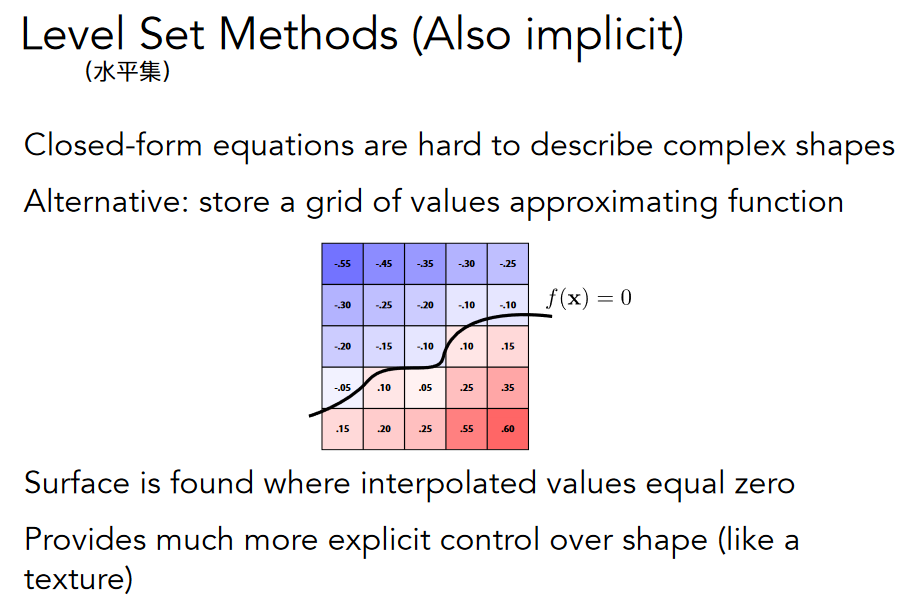 Level Set Methods (Also implicit)
(水平集)
Closed-form equations are hard to describe complex shapes
Alternative: store a grid of values approximating function
-.55 -.45 -.35 -.30 -.25
-.30 -.25 -.20 -.10 -.10
f(x) = 0
-.20 -.15 -.10 .10 .15
-.05 .10 .05 .25 .35
.15 .20 .25 .55 .60
Surface is found where interpolated values equal zero
Provides much more explicit control over shape (like a
texture)